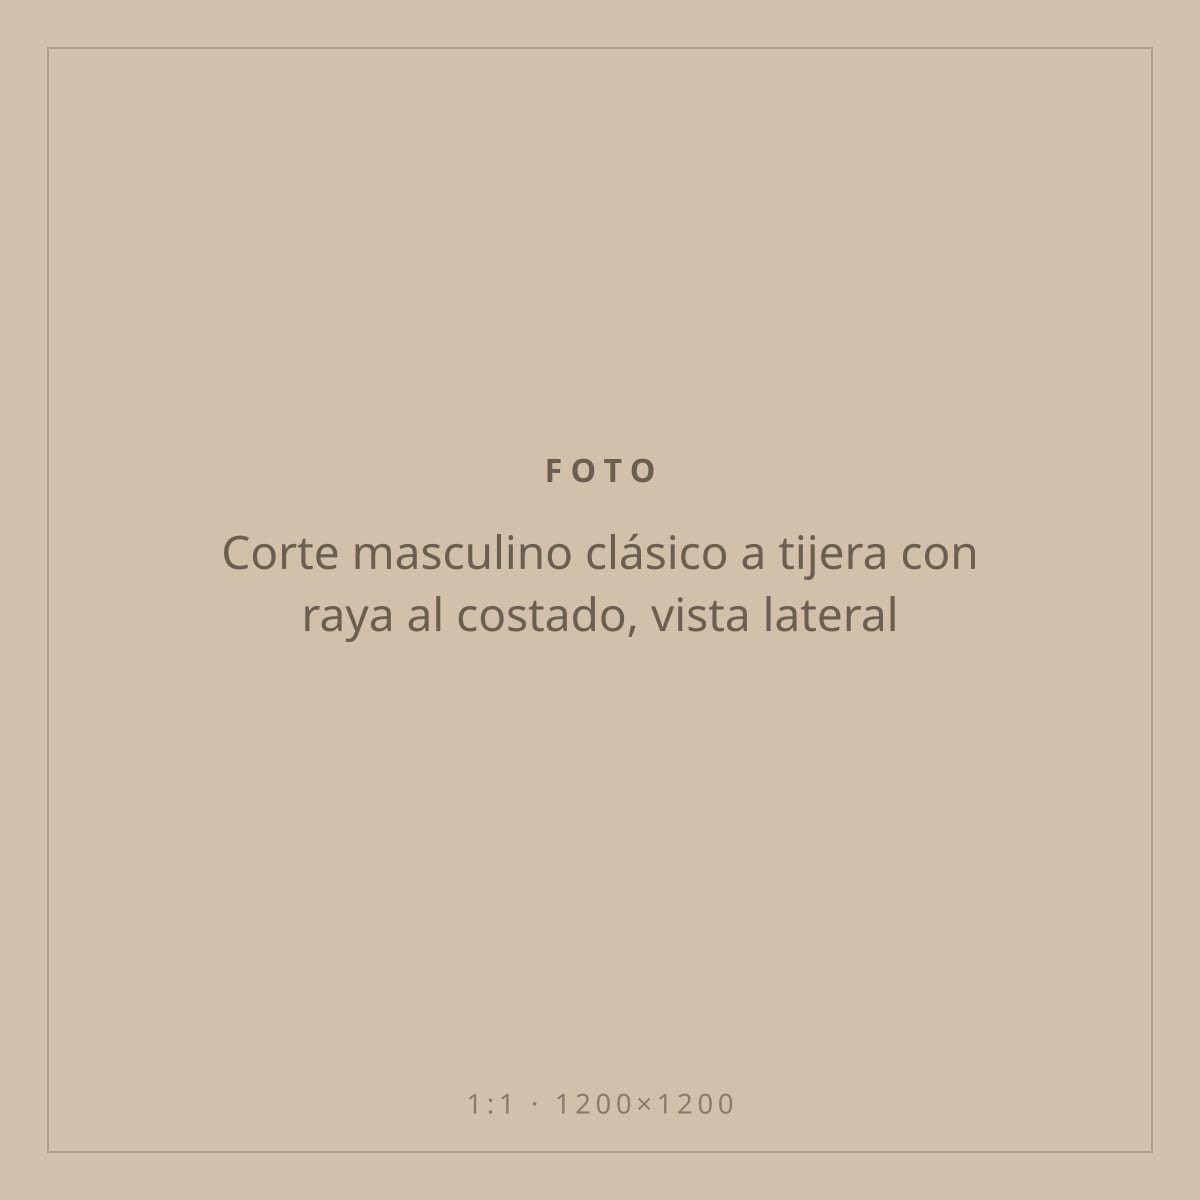 FOTO
Corte masculino clásico a tijera con
raya al costado, vista lateral
1:1 · 1200×1200